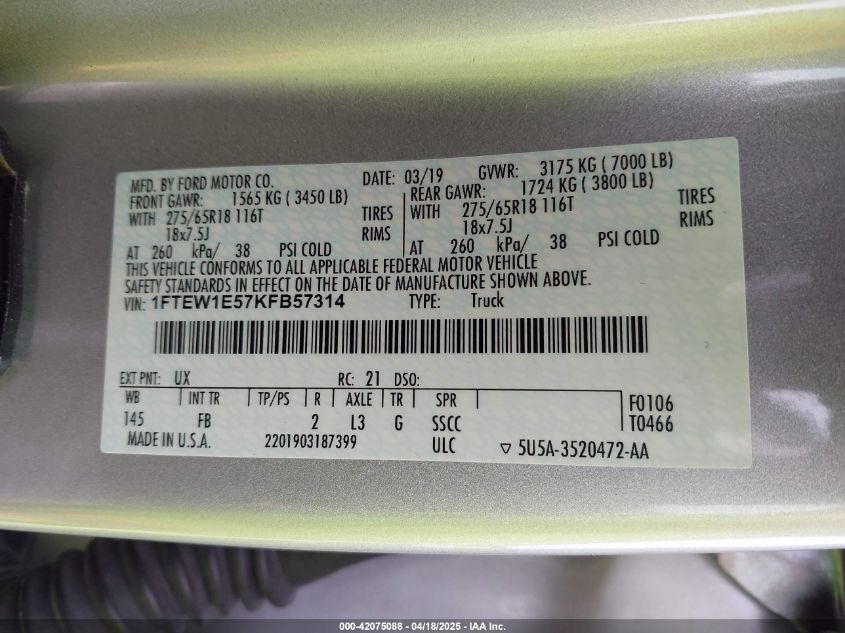 MFD. BY FORD MOTOR CO. DATE: 03/19 GVWR: 3175 KG ( 7000 LB)
FRONT GAWR: 1565 KG ( 3450 LB) REAR GAWR: 1724 KG ( 3800 LB)
WITH 275/65R18 116T TIRES WITH 275/65R18 116T TIRES
18x7.5J RIMS 18x7.5J RIMS
AT 260 kPa/ 38 PSI COLD AT 260 kPa/ 38 PSI COLD
THIS VEHICLE CONFORMS TO ALL APPLICABLE FEDERAL MOTOR VEHICLE
SAFETY STANDARDS IN EFFECT ON THE DATE OF MANUFACTURE SHOWN ABOVE.
VIN: 1FTEW1E57KFB57314 TYPE: Truck
EXT PNT: UX RC: 21 DSO:
WB INT TR TP/PS R AXLE TR SPR F0106
145 FB 2 L3 G SSCC T0466
MADE IN U.S.A. 2201903187399 ULC ▽ 5U5A-3520472-AA
000-42075088 - 04/18/2025 - IAA Inc.